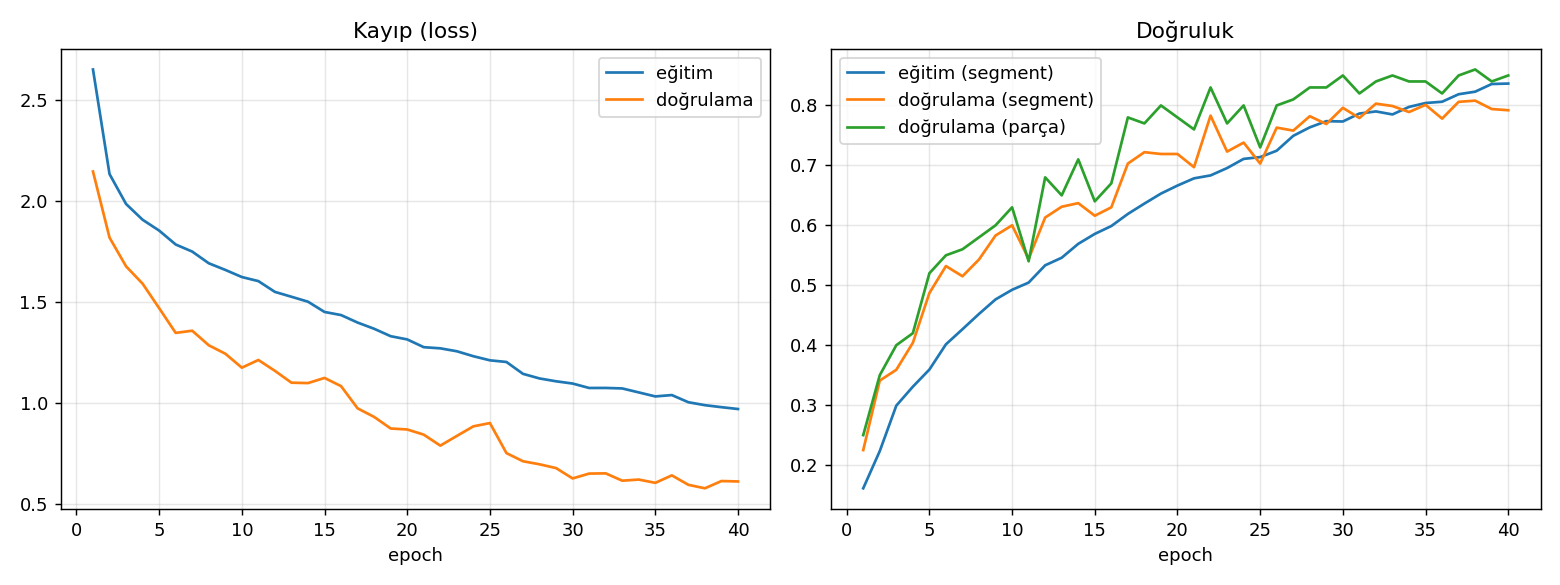 Kayıp (loss)
eğitim
doğrulama
2.5
2.0
1.5
1.0
0.5
0 5 10 15 20 25 30 35 40
epoch
Doğruluk
eğitim (segment)
doğrulama (segment)
doğrulama (parça)
0.8
0.7
0.6
0.5
0.4
0.3
0.2
0 5 10 15 20 25 30 35 40
epoch